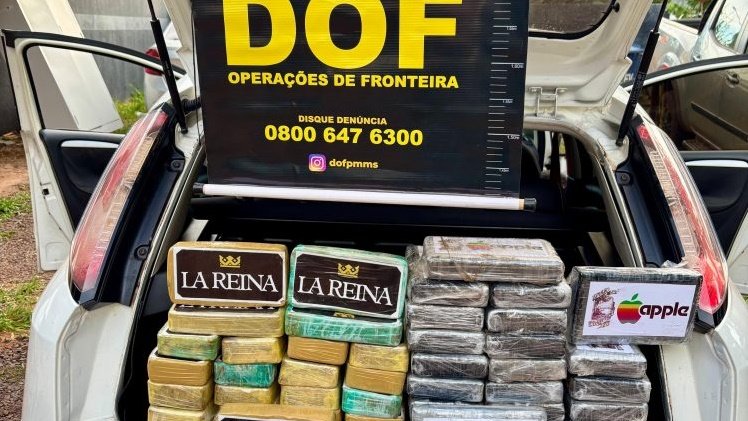 DOF
OPERAÇÕES DE FRONTEIRA
DISQUE DENÚNCIA
0800 647 6300
dofpmms
LA REINA
LA REINA
apple